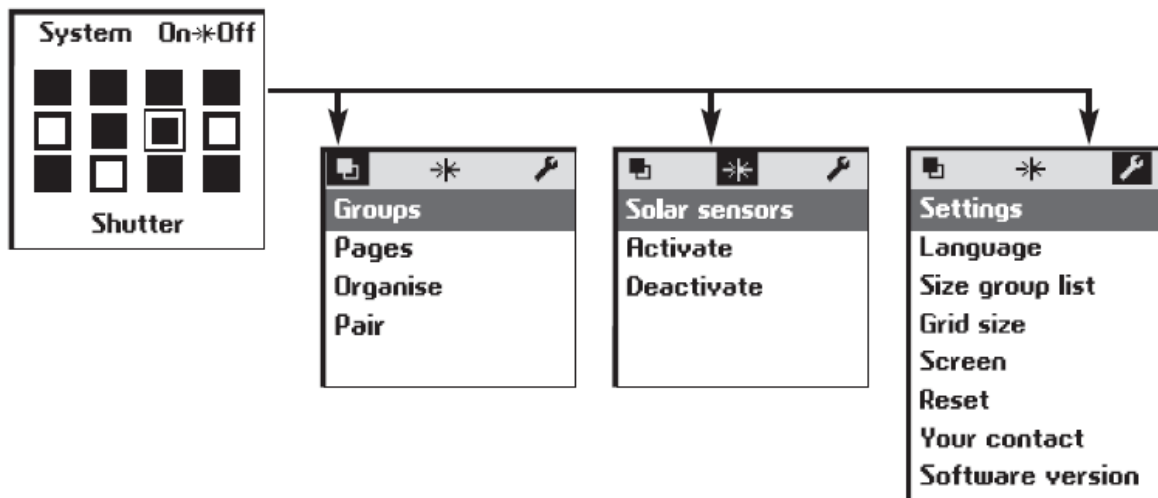 System On Off
Shutter
Groups
Pages
Organise
Pair
Solar sensors
Activate
Deactivate
Settings
Language
Size group list
Grid size
Screen
Reset
Your contact
Software version